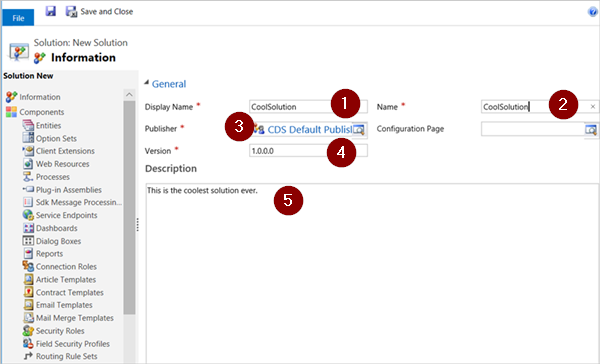 File
Save and Close
Solution: New Solution
Information
Solution New
Information
Components
Entities
Option Sets
Client Extensions
Web Resources
Processes
Plug-in Assemblies
Sdk Message Processin...
Service Endpoints
Dashboards
Dialog Boxes
Reports
Connection Roles
Article Templates
Contract Templates
Email Templates
Mail Merge Templates
Security Roles
Field Security Profiles
Routing Rule Sets
General
Display Name * CoolSolution 1 Name * CoolSolution 2
Publisher * 3 CDS Default Publisl Configuration Page
Version * 1.0.0.0 4
Description
This is the coolest solution ever. 5